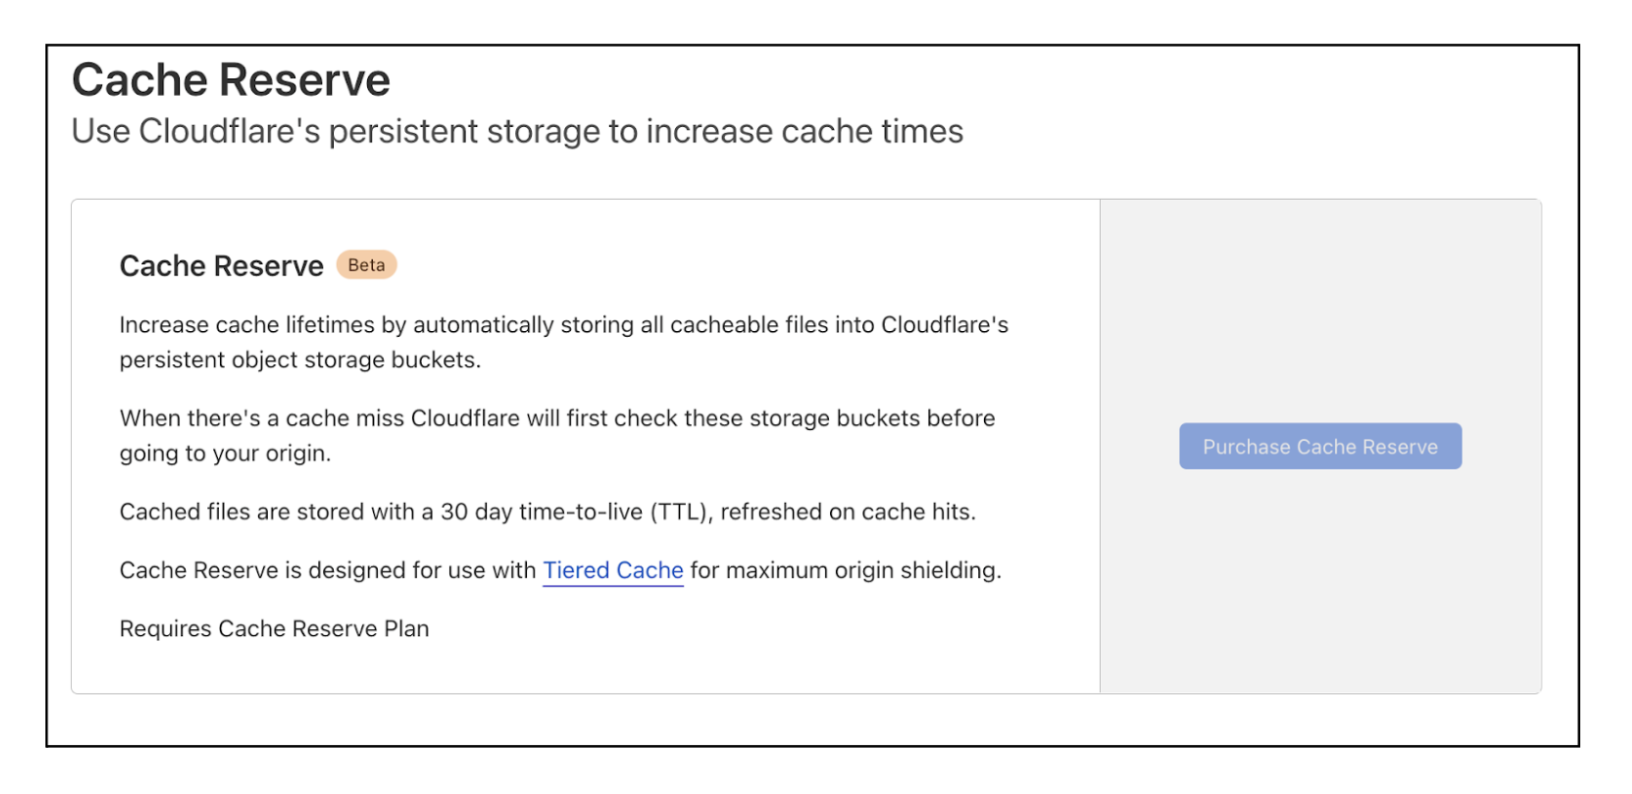 Cache Reserve
Use Cloudflare's persistent storage to increase cache times
Cache Reserve Beta
Increase cache lifetimes by automatically storing all cacheable files into Cloudflare's
persistent object storage buckets.
When there's a cache miss Cloudflare will first check these storage buckets before
going to your origin.
Cached files are stored with a 30 day time-to-live (TTL), refreshed on cache hits.
Cache Reserve is designed for use with Tiered Cache for maximum origin shielding.
Requires Cache Reserve Plan
Purchase Cache Reserve